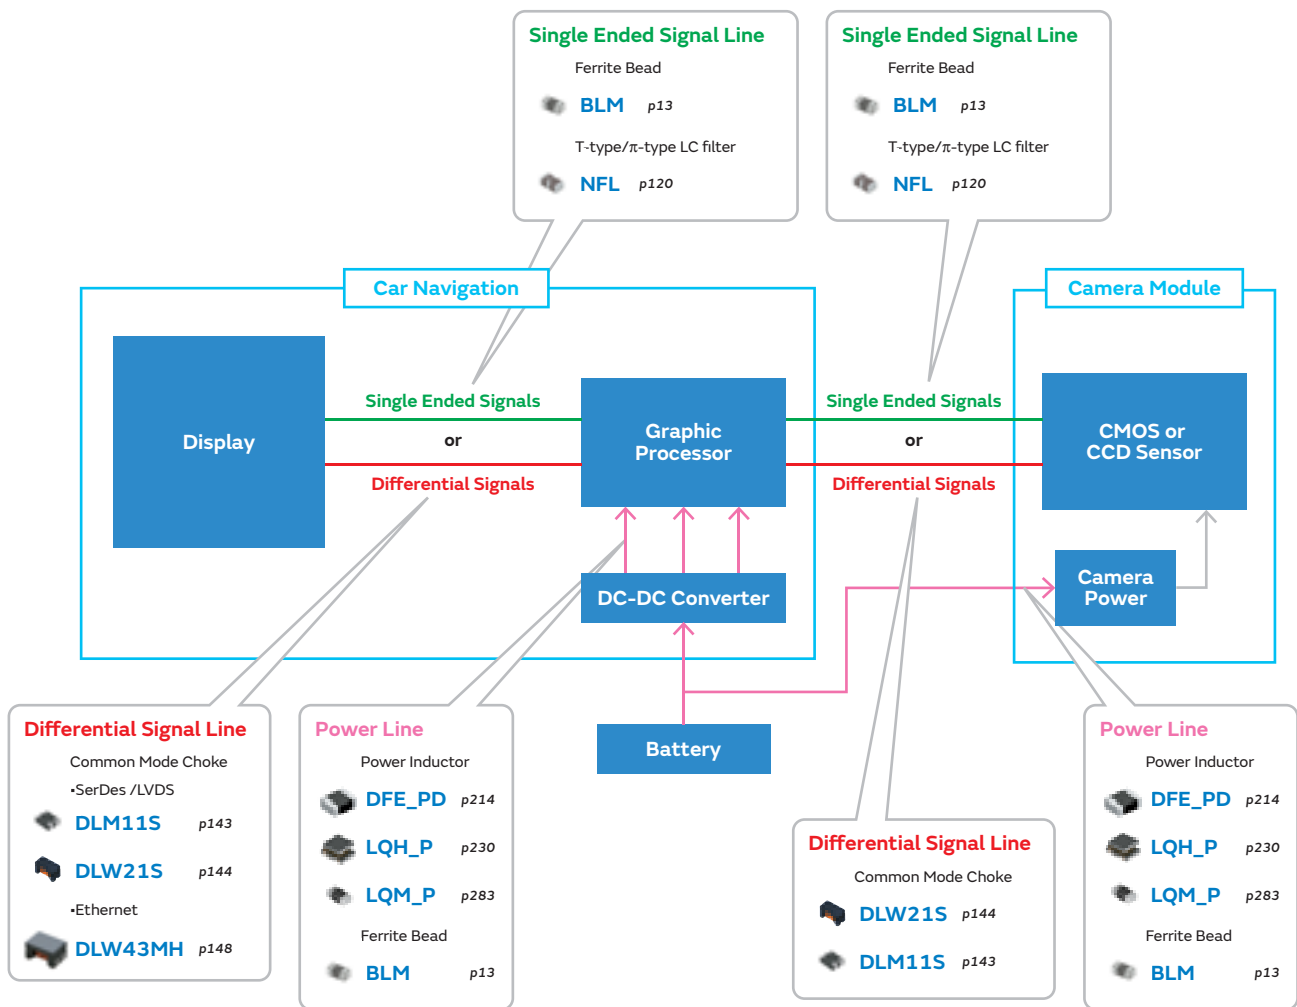 Single Ended Signal Line
Ferrite Bead
BLM p13
T-type/π-type LC filter
NFL p120
Single Ended Signal Line
Ferrite Bead
BLM p13
T-type/π-type LC filter
NFL p120
Car Navigation
Camera Module
Display
Single Ended Signals
or
Differential Signals
Graphic
Processor
Single Ended Signals
or
Differential Signals
CMOS or
CCD Sensor
DC-DC Converter
Camera
Power
Battery
Differential Signal Line
Common Mode Choke
•SerDes /LVDS
DLM11S p143
DLW21S p144
•Ethernet
DLW43MH p148
Power Line
Power Inductor
DFE_PD p214
LQH_P p230
LQM_P p283
Ferrite Bead
BLM p13
Differential Signal Line
Common Mode Choke
DLW21S p144
DLM11S p143
Power Line
Power Inductor
DFE_PD p214
LQH_P p230
LQM_P p283
Ferrite Bead
BLM p13